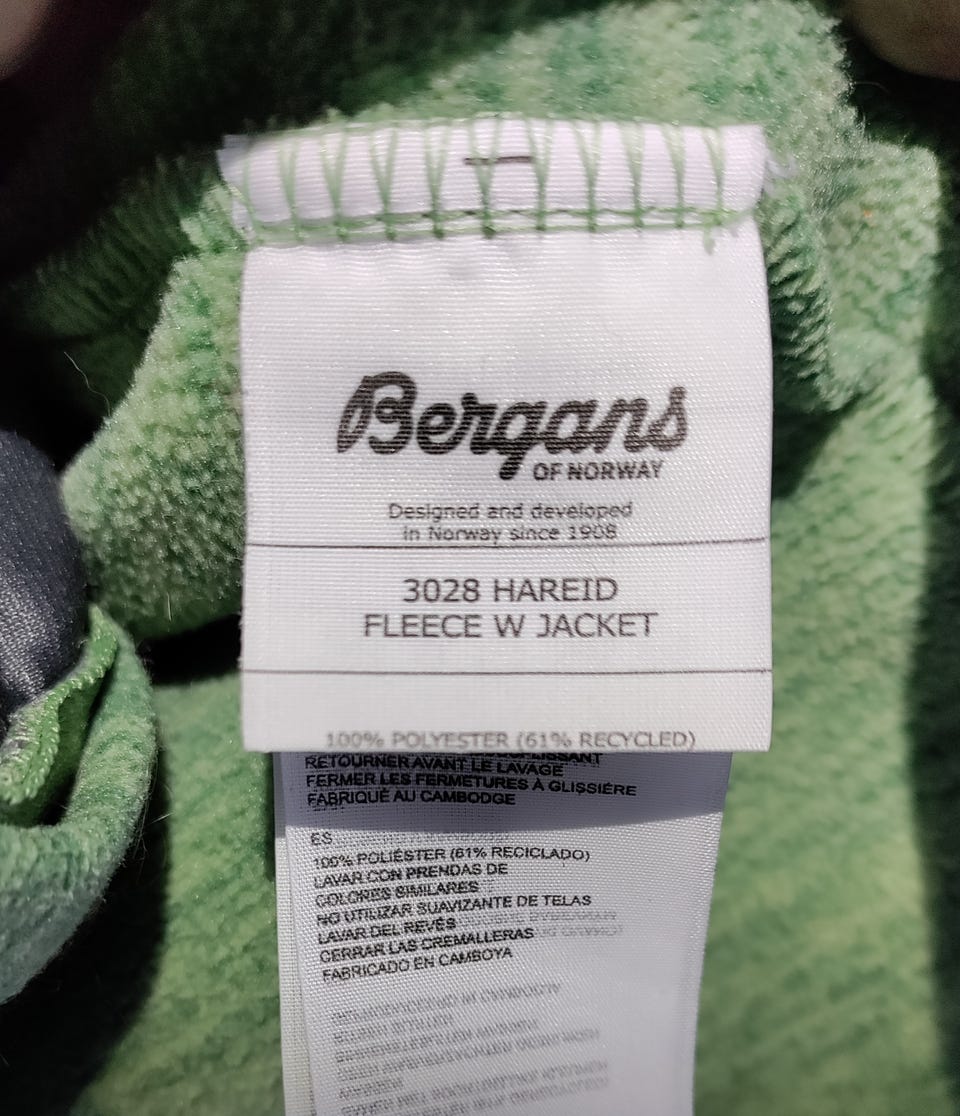 Bergans
OF NORWAY
Designed and developed
in Norway since 1908
3028 HAREID
FLEECE W JACKET
100% POLYESTER (61% RECYCLED)
RETOURNER AVANT LE LAVAGE
FERMER LES FERMETURES À GLISSIÈRE
FABRIQUÉ AU CAMBODGE
ES
100% POLIÉSTER (61% RECICLADO)
LAVAR CON PRENDAS DE
COLORES SIMILARES
NO UTILIZAR SUAVIZANTE DE TELAS
LAVAR DEL REVÉS
CERRAR LAS CREMALLERAS
FABRICADO EN CAMBOYA